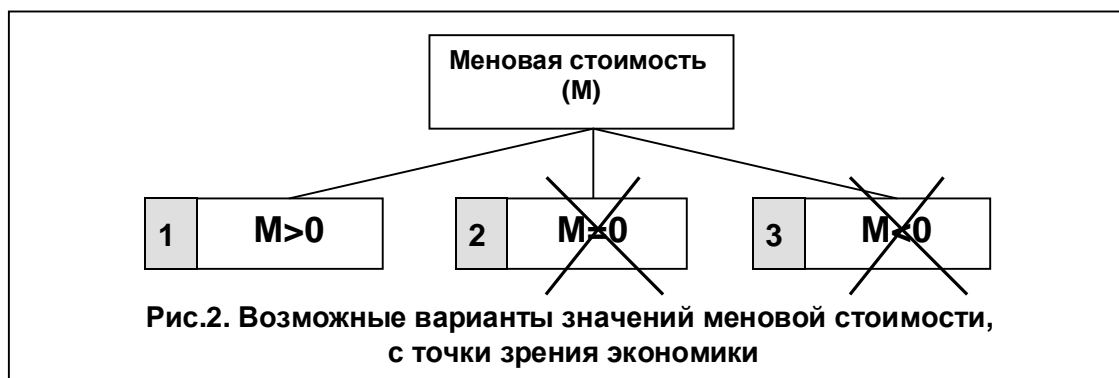 Меновая стоимость
(М)
1 М>0
2 М=0
3 М<0
Рис.2. Возможные варианты значений меновой стоимости,
с точки зрения экономики